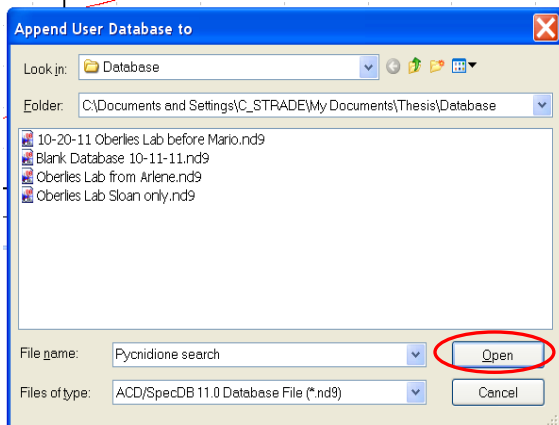 Append User Database to
Look in: Database
Folder: C:\Documents and Settings\C_STRADE\My Documents\Thesis\Database
10-20-11 Oberlies Lab before Mario.nd9
Blank Database 10-11-11.nd9
Oberlies Lab from Arlene.nd9
Oberlies Lab Sloan only.nd9
File name: Pycnidione search Open
Files of type: ACD/SpecDB 11.0 Database File (*.nd9) Cancel